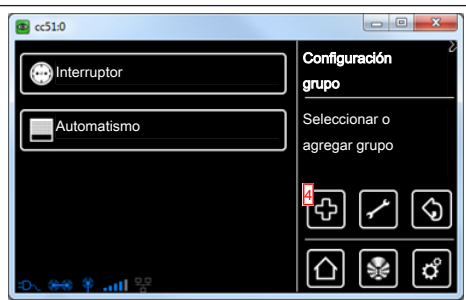 cc51:0
Interruptor
Automatismo
Configuración
grupo
Seleccionar o
agregar grupo
4